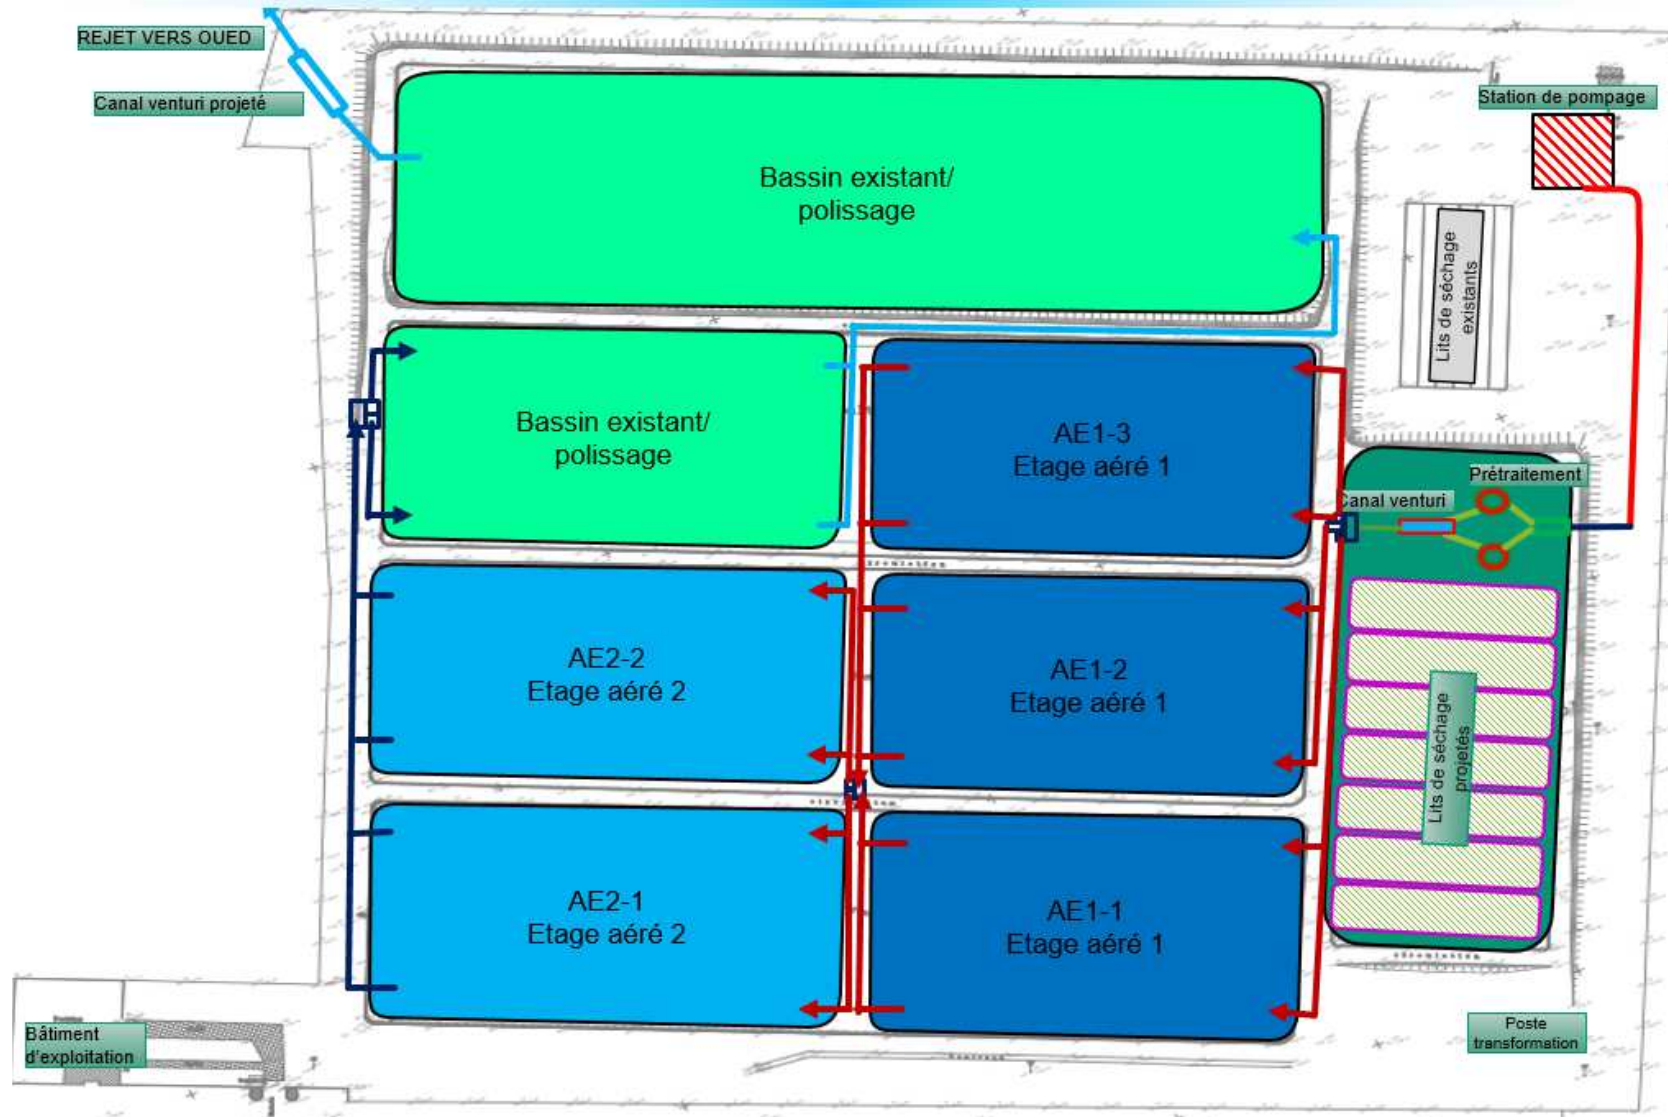 REJET VERS OUED
Canal venturi projeté
Station de pompage
Bassin existant/
polissage
Lits de séchage
existants
Bassin existant/
polissage
AE1-3
Etage aéré 1
Prétraitement
Canal venturi
AE2-2
Etage aéré 2
AE1-2
Etage aéré 1
Lits de séchage
projetés
AE2-1
Etage aéré 2
AE1-1
Etage aéré 1
Bâtiment
d'exploitation
Poste
transformation